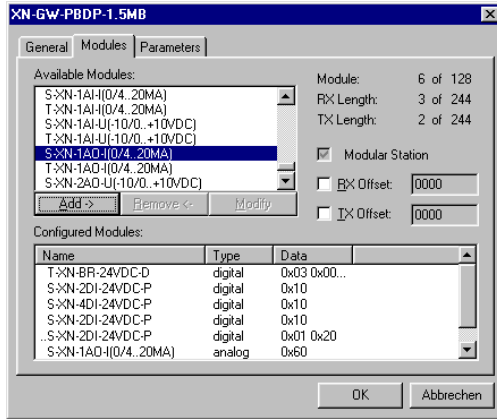 XN-GW-PBDP-1.5MB
General Modules Parameters
Available Modules:
S-XN-1AI-I(0/4..20MA)
T-XN-1AI-I(0/4..20MA)
S-XN-1AI-U(-10/0..+10VDC)
T-XN-1AI-U(-10/0..+10VDC)
S-XN-1AO-I(0/4..20MA)
T-XN-1AO-I(0/4..20MA)
S-XN-2AO-U(-10/0..+10VDC)
Module: 6 of 128
RX Length: 3 of 244
TX Length: 2 of 244
Modular Station
RX Offset: 0000
TX Offset: 0000
Add -> Remove <- Modify
Configured Modules:
Name Type Data
T-XN-BR-24VDC-D digital 0x03 0x00...
S-XN-2DI-24VDC-P digital 0x10
S-XN-4DI-24VDC-P digital 0x10
S-XN-2DI-24VDC-P digital 0x10
..S-XN-2DI-24VDC-P digital 0x01 0x20
S-XN-1AO-I(0/4..20MA) analog 0x60
OK Abbrechen